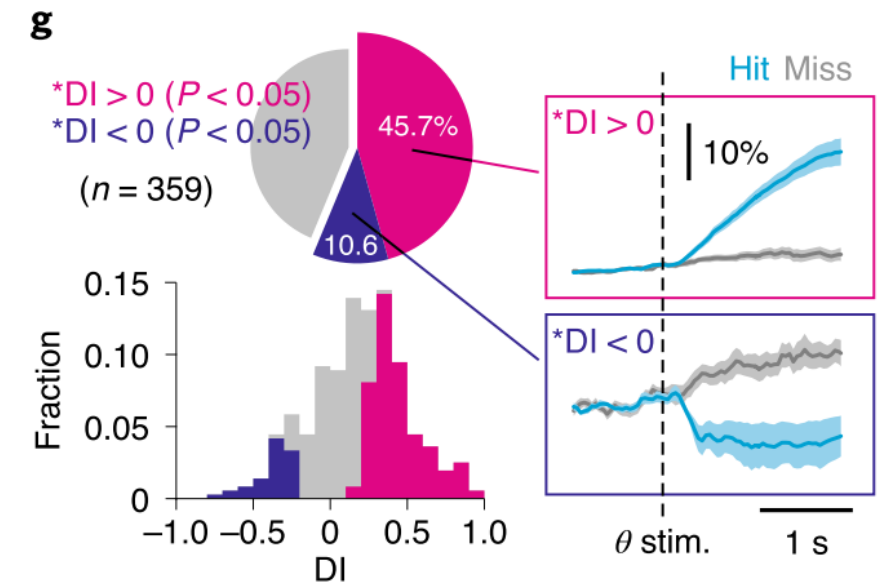 g
*DI > 0 (P < 0.05)
*DI < 0 (P < 0.05)
(n = 359)
45.7%
10.6
Hit Miss
*DI > 0
10%
*DI < 0
θ stim.
1 s
Fraction
0.15
0.10
0.05
0
−1.0 −0.5 0 0.5 1.0
DI